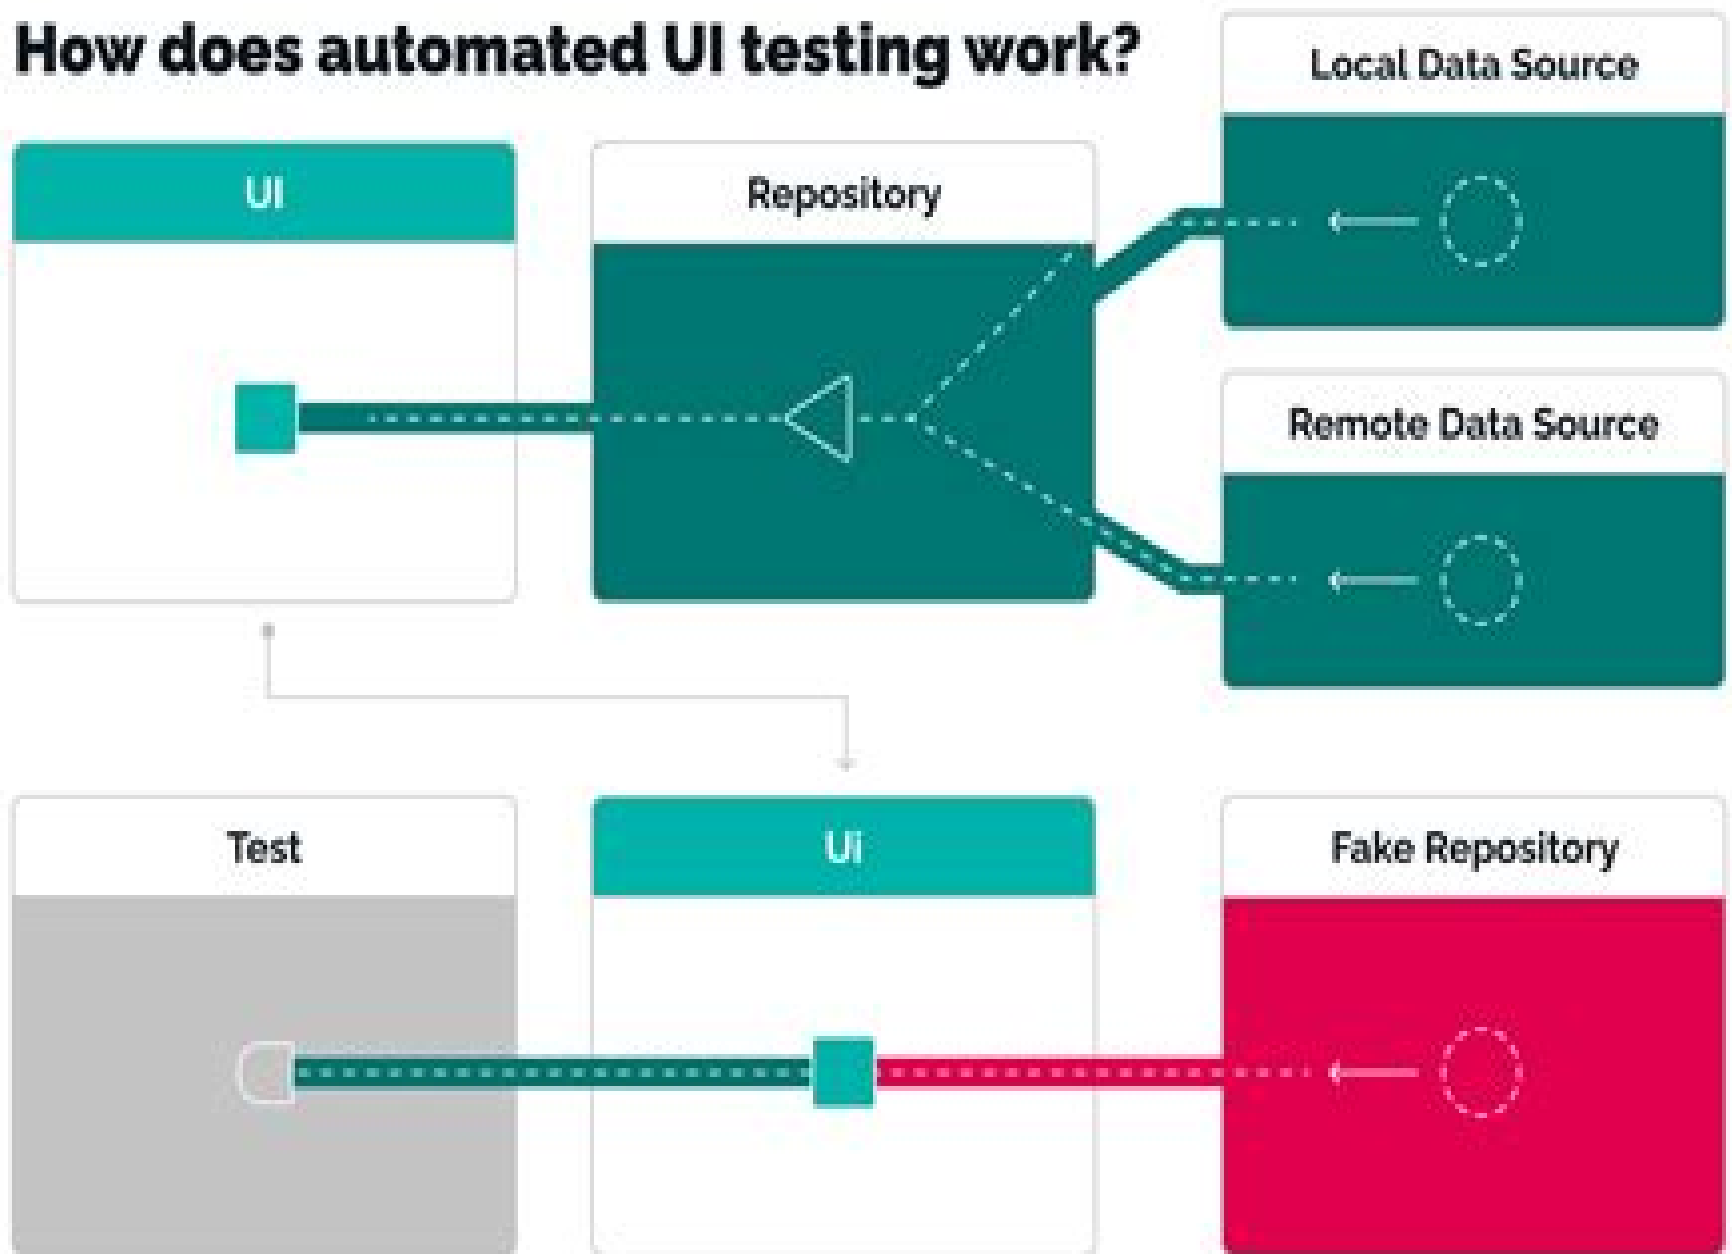 How does automated UI testing work?
Local Data Source
UI
Repository
Remote Data Source
Test
Ui
Fake Repository